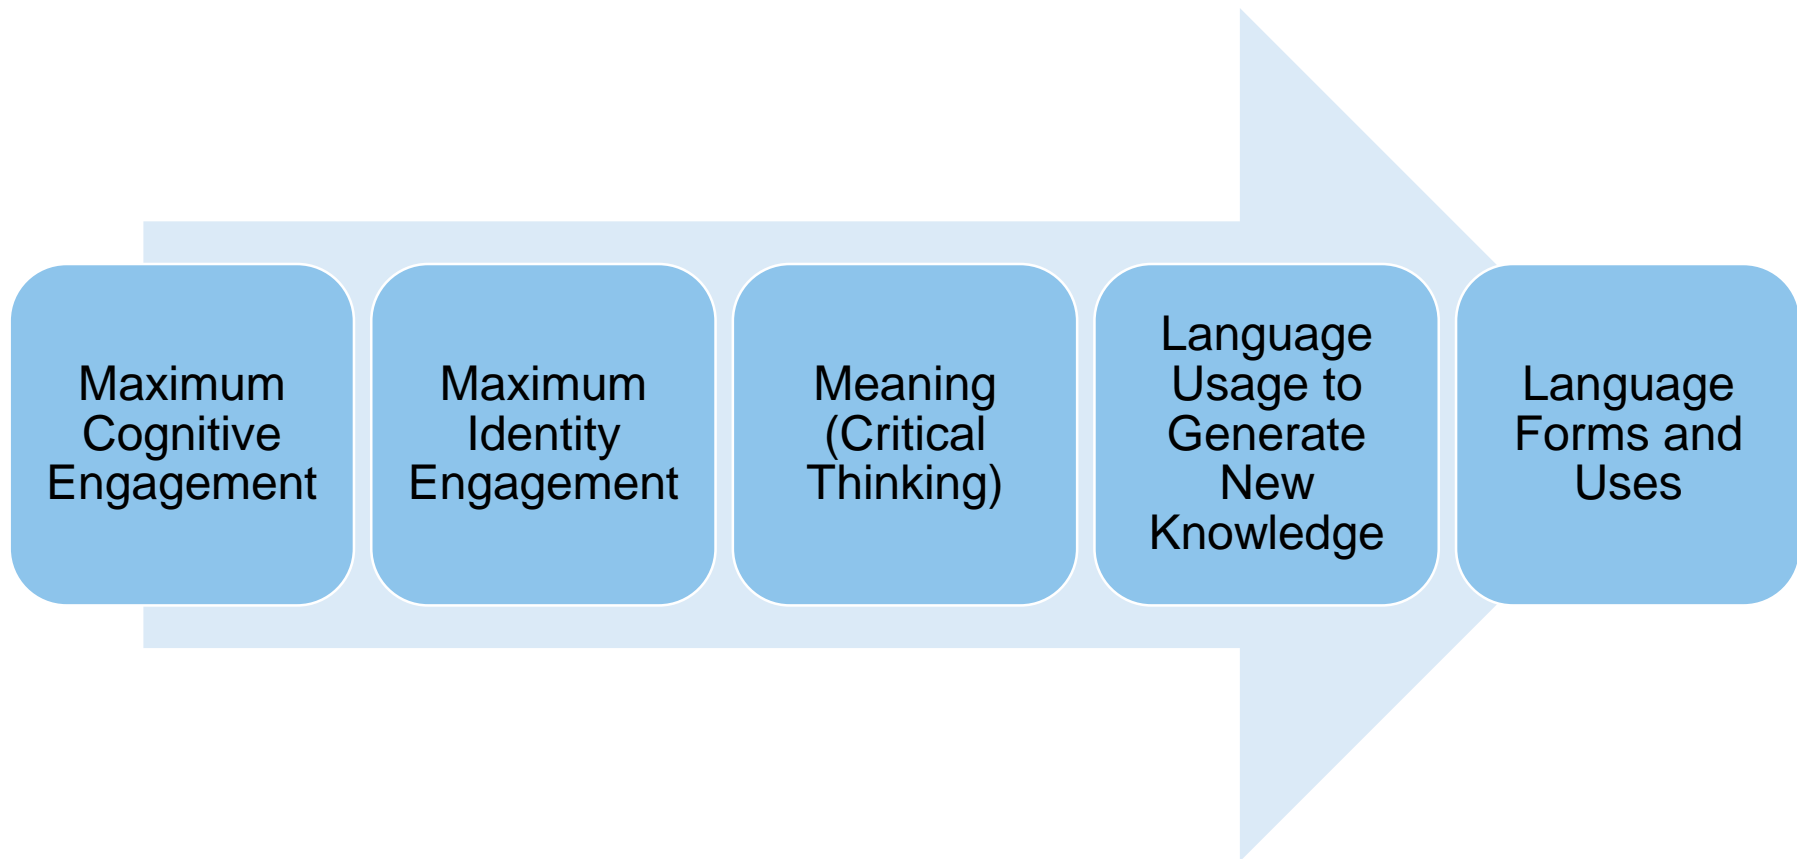 Maximum
Cognitive
Engagement
Maximum
Identity
Engagement
Meaning
(Critical
Thinking)
Language
Usage to
Generate
New
Knowledge
Language
Forms and
Uses